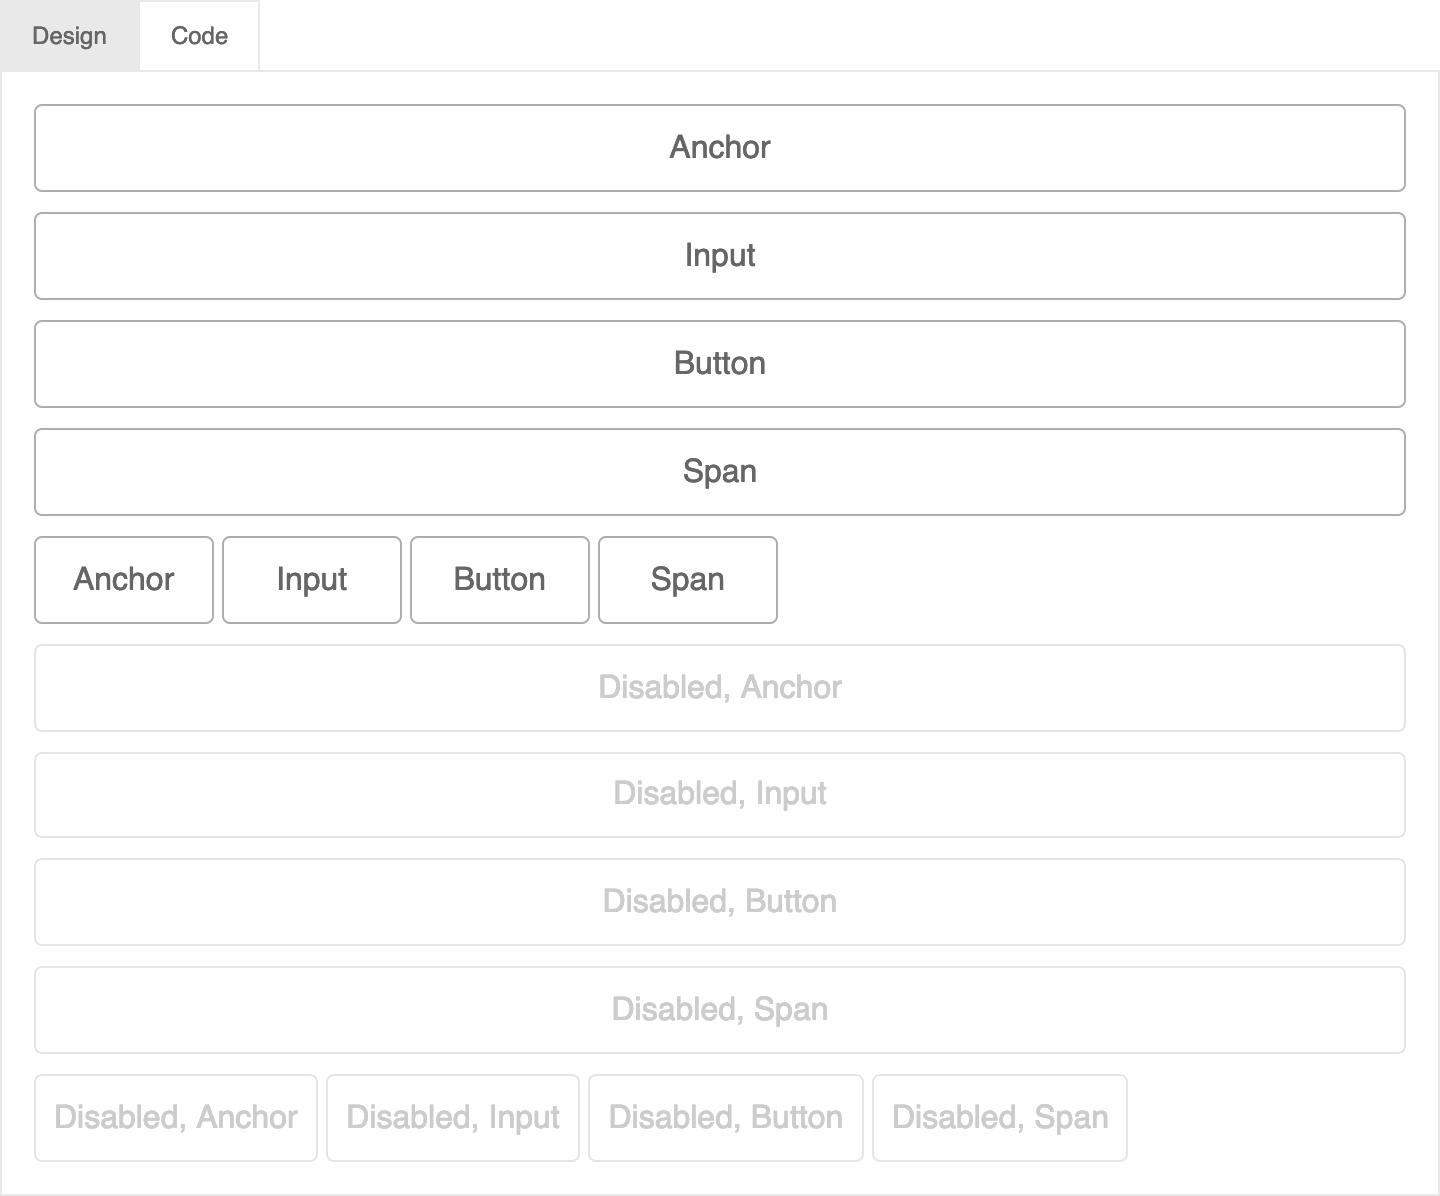 Design Code
Anchor
Input
Button
Span
Anchor Input Button Span
Disabled, Anchor
Disabled, Input
Disabled, Button
Disabled, Span
Disabled, Anchor Disabled, Input Disabled, Button Disabled, Span